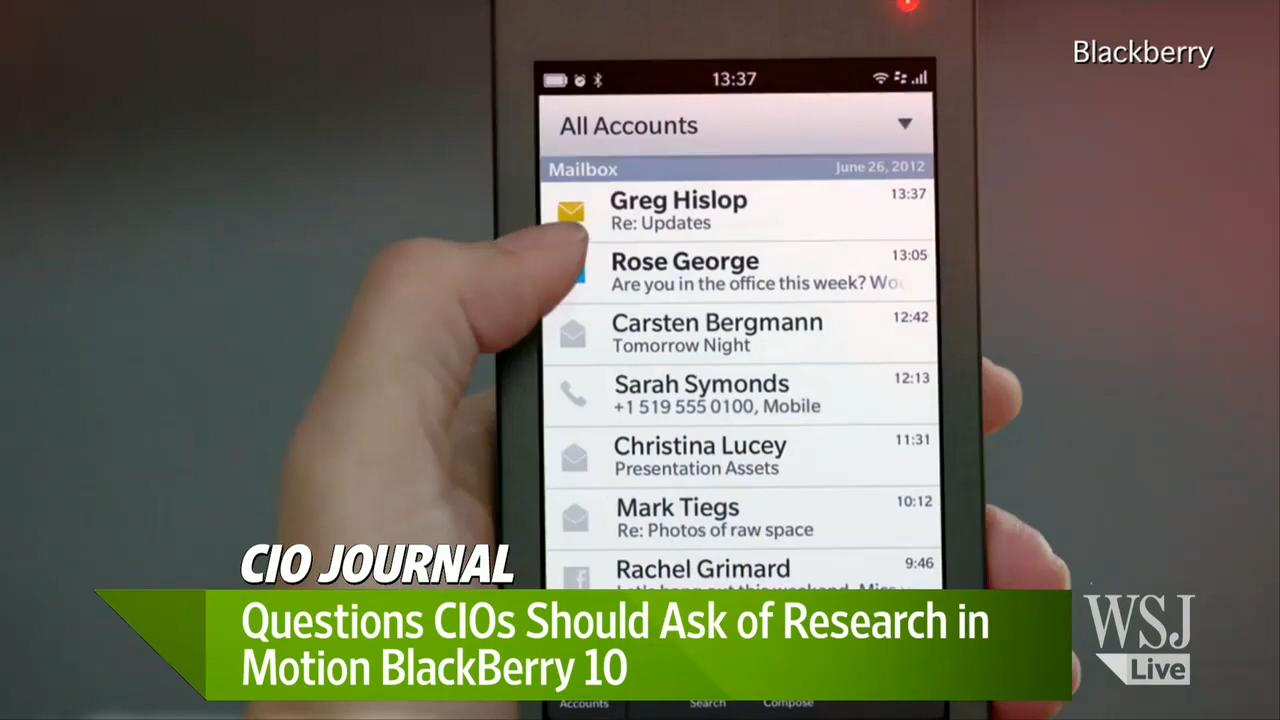 Blackberry
13:37
All Accounts
Mailbox June 26, 2012
Greg Hislop 13:37
Re: Updates
Rose George 13:05
Are you in the office this week? Wo
Carsten Bergmann 12:42
Tomorrow Night
Sarah Symonds 12:13
+1 519 555 0100, Mobile
Christina Lucey 11:31
Presentation Assets
Mark Tiegs 10:12
Re: Photos of raw space
Rachel Grimard 9:46
CIO JOURNAL
Questions CIOs Should Ask of Research in
Motion BlackBerry 10
WSJ
Live
Accounts Search Compose